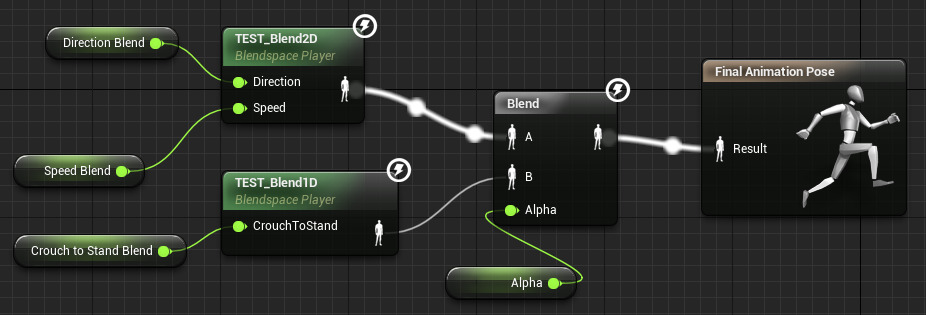 Direction Blend
TEST_Blend2D
Blendspace Player
Direction
Speed
Speed Blend
TEST_Blend1D
Blendspace Player
CrouchToStand
Crouch to Stand Blend
Blend
A
B
Alpha
Alpha
Final Animation Pose
Result